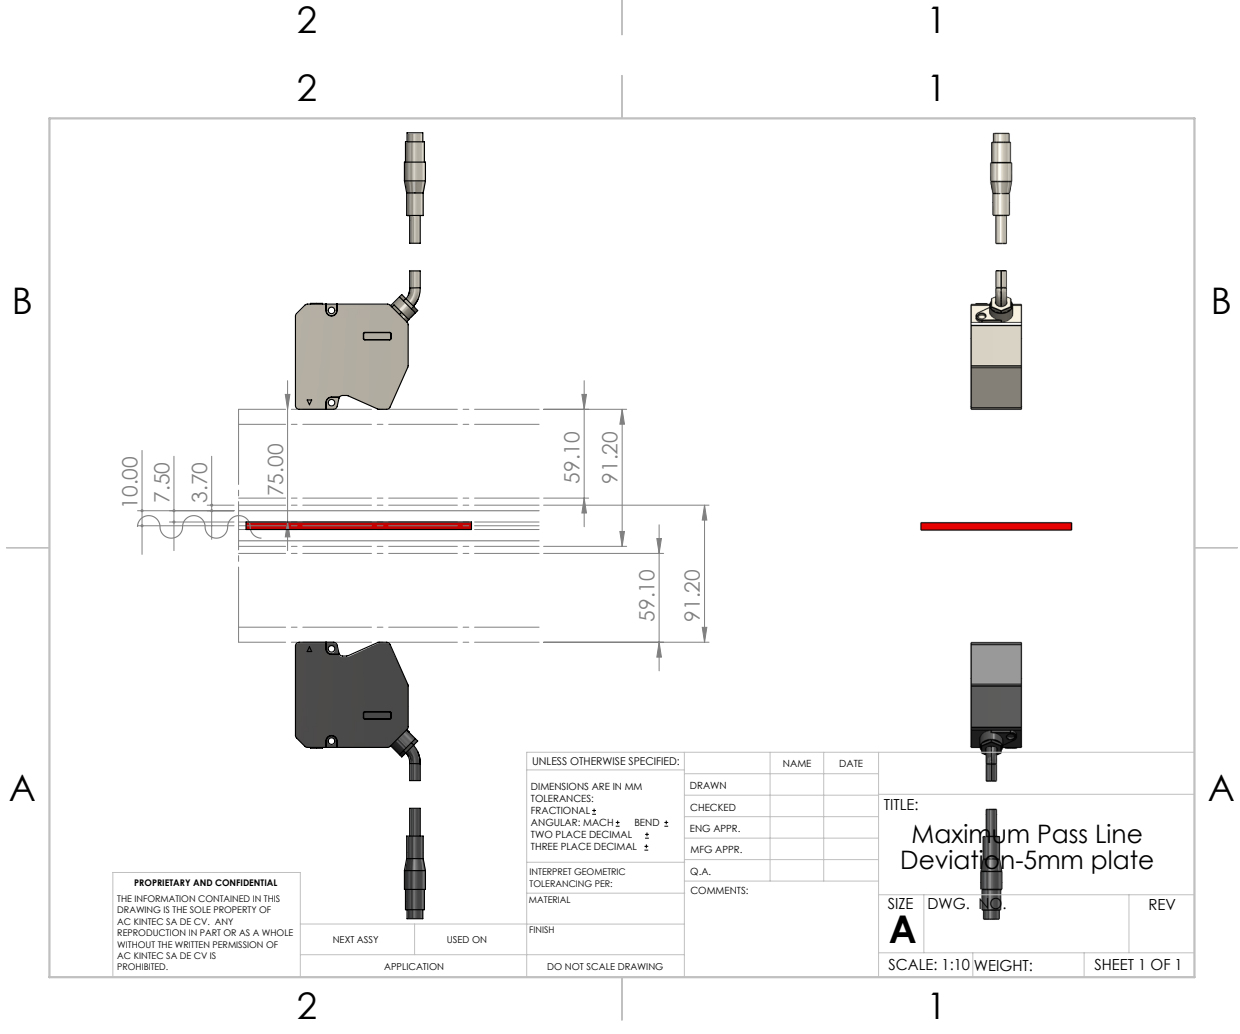 2 1
2 1
B B
10.00
7.50
3.70
75.00
59.10
91.20
59.10
91.20
A A
UNLESS OTHERWISE SPECIFIED:
DIMENSIONS ARE IN MM
TOLERANCES:
FRACTIONAL ±
ANGULAR: MACH ± BEND ±
TWO PLACE DECIMAL ±
THREE PLACE DECIMAL ±
INTERPRET GEOMETRIC
TOLERANCING PER:
MATERIAL
FINISH
DO NOT SCALE DRAWING
NAME DATE
DRAWN
CHECKED
ENG APPR.
MFG APPR.
Q.A.
COMMENTS:
TITLE:
Maximum Pass Line
Deviation-5mm plate
SIZE DWG. NO. REV
A
SCALE: 1:10 WEIGHT: SHEET 1 OF 1
PROPRIETARY AND CONFIDENTIAL
THE INFORMATION CONTAINED IN THIS
DRAWING IS THE SOLE PROPERTY OF
AC KINTEC SA DE CV. ANY
REPRODUCTION IN PART OR AS A WHOLE
WITHOUT THE WRITTEN PERMISSION OF
AC KINTEC SA DE CV IS
PROHIBITED.
NEXT ASSY USED ON
APPLICATION
2 1